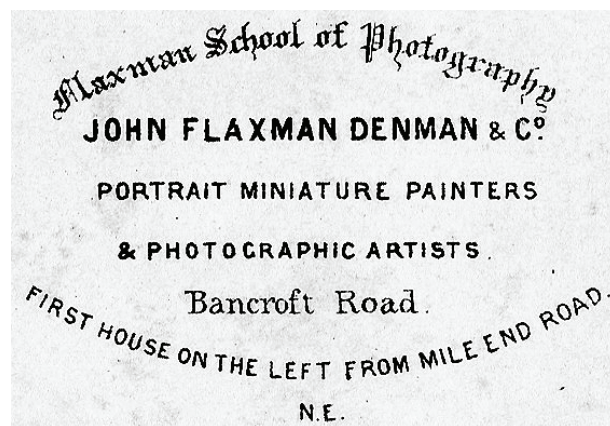 Flaxman School of Photography
JOHN FLAXMAN DENMAN & Cº.
PORTRAIT MINIATURE PAINTERS
& PHOTOGRAPHIC ARTISTS.
Bancroft Road.
FIRST HOUSE ON THE LEFT FROM MILE END ROAD.
N.E.